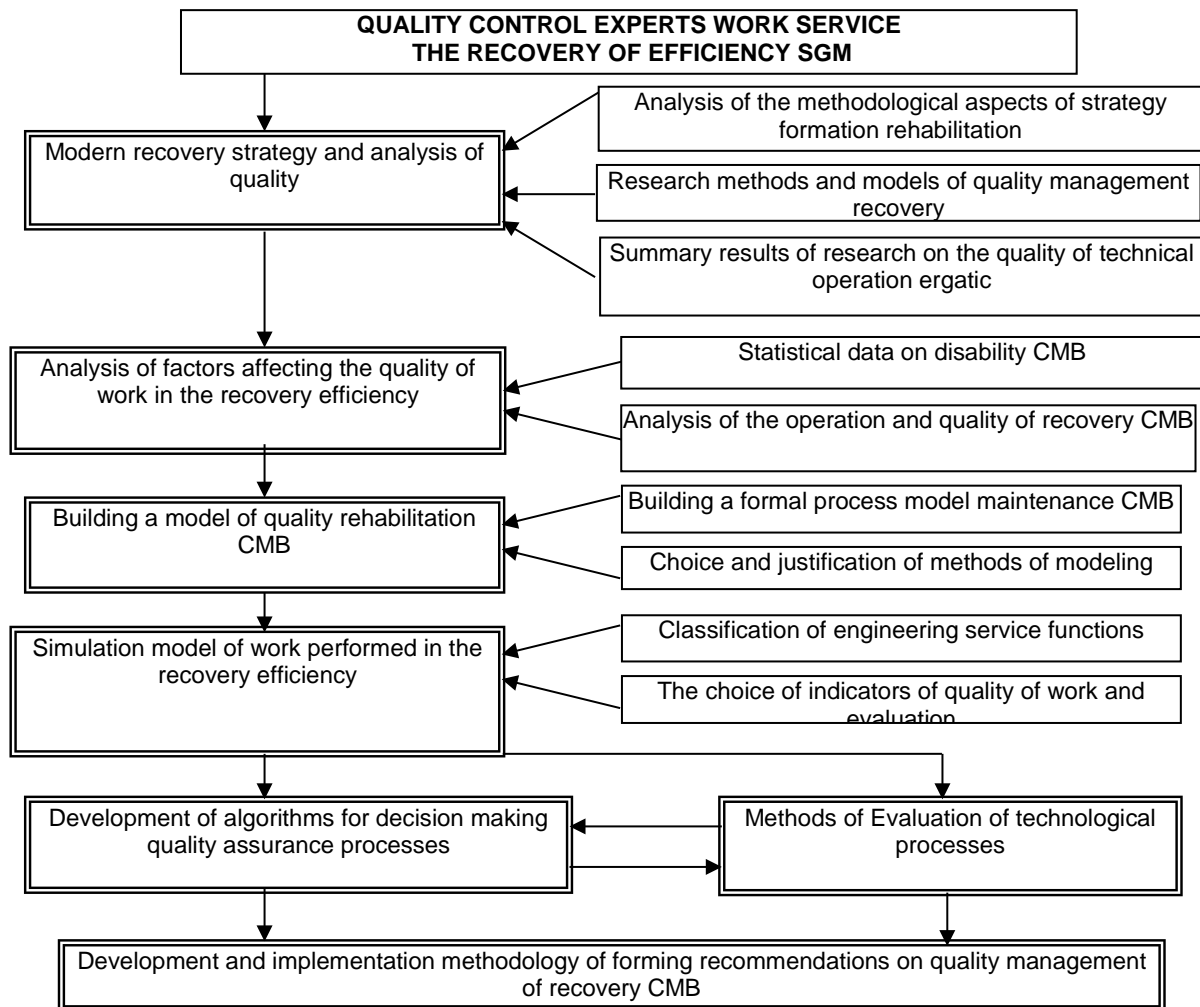 QUALITY CONTROL EXPERTS WORK SERVICE
THE RECOVERY OF EFFICIENCY SGM
Analysis of the methodological aspects of strategy
formation rehabilitation
Modern recovery strategy and analysis of
quality
Research methods and models of quality management
recovery
Summary results of research on the quality of technical
operation ergatic
Analysis of factors affecting the quality of
work in the recovery efficiency
Statistical data on disability CMB
Analysis of the operation and quality of recovery CMB
Building a model of quality rehabilitation
CMB
Building a formal process model maintenance CMB
Choice and justification of methods of modeling
Simulation model of work performed in the
recovery efficiency
Classification of engineering service functions
The choice of indicators of quality of work and
evaluation
Development of algorithms for decision making
quality assurance processes
Methods of Evaluation of technological
processes
Development and implementation methodology of forming recommendations on quality management
of recovery CMB